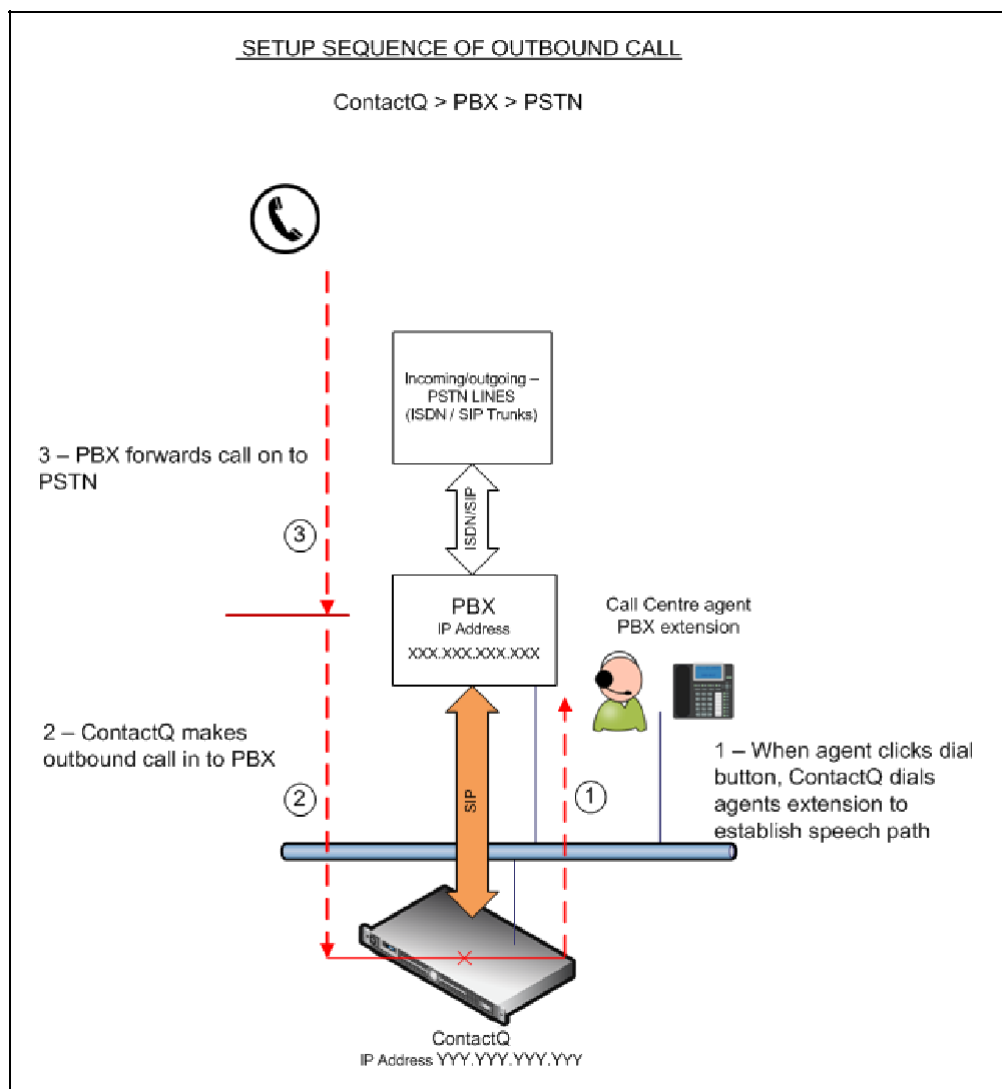 SETUP SEQUENCE OF OUTBOUND CALL
ContactQ > PBX > PSTN
Incoming/outgoing –
PSTN LINES
(ISDN / SIP Trunks)
3 – PBX forwards call on to
PSTN
3
ISDN/SIP
PBX
IP Address
XXX.XXX.XXX.XXX
Call Centre agent
PBX extension
2 – ContactQ makes
outbound call in to PBX
2
SIP
1
1 – When agent clicks dial
button, ContactQ dials
agents extension to
establish speech path
ContactQ
IP Address YYY.YYY.YYY.YYY